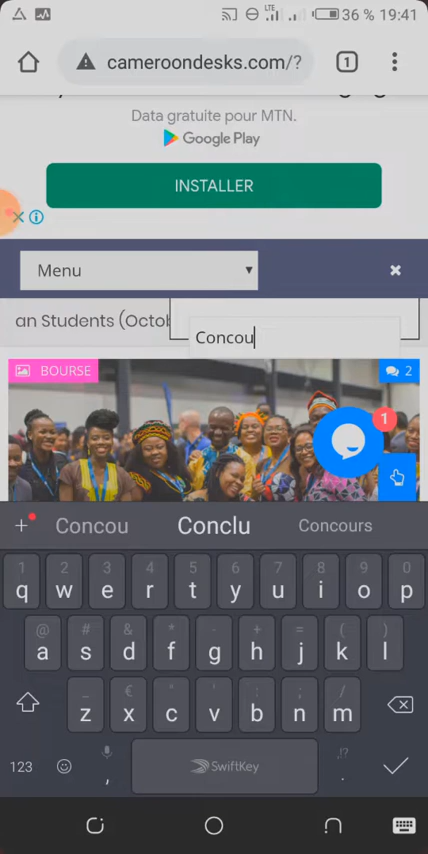 LTE 36 % 19:41
cameroondesks.com/? 1
Data gratuite pour MTN.
Google Play
INSTALLER
Menu
an Students (Octob
Concou
BOURSE 2
1
Concou Conclu Concours
1 2 3 4 5 6 7 8 9 0
q w e r t y u i o p
@ # & * - + = ( )
a s d f g h j k l
_ € " ' : ; /
z x c v b n m
123 , SwiftKey ,!? .